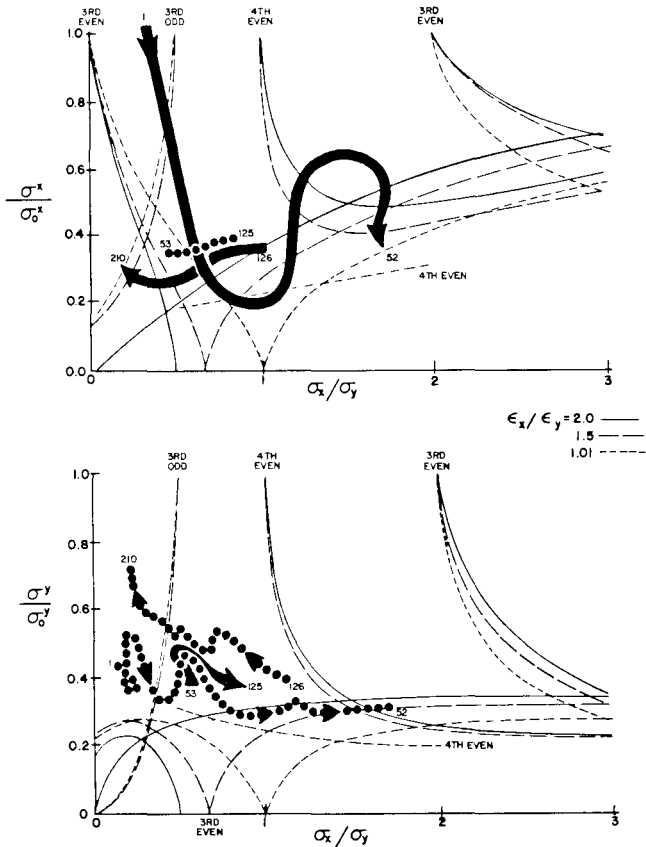 3RD EVEN
3RD ODD
4TH EVEN
3RD EVEN
1
1.0
0.8
0.6
σx / σ₀x
0.4
0.2
0.0
53
125
210
126
52
4TH EVEN
0
1
2
3
σx/σy
ϵx/ϵy = 2.0
1.5
1.01
3RD ODD
4TH EVEN
3RD EVEN
1.0
0.8
210
0.6
σy / σ₀y
1
0.4
53
125
126
52
0.2
4TH EVEN
0
0
3RD EVEN
1
2
3
σx/σy